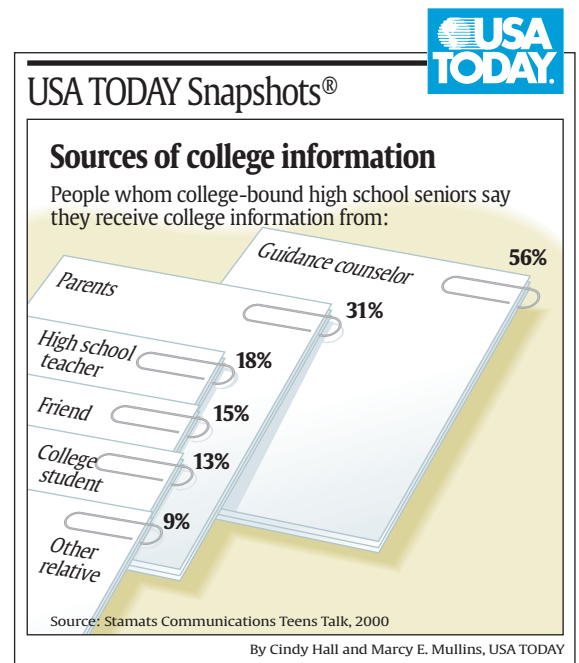 USA
TODAY.
USA TODAY Snapshots®
Sources of college information
People whom college-bound high school seniors say
they receive college information from:
Guidance counselor
56%
Parents
31%
High school
teacher
18%
Friend
15%
College
student
13%
Other
relative
9%
Source: Stamats Communications Teens Talk, 2000
By Cindy Hall and Marcy E. Mullins, USA TODAY